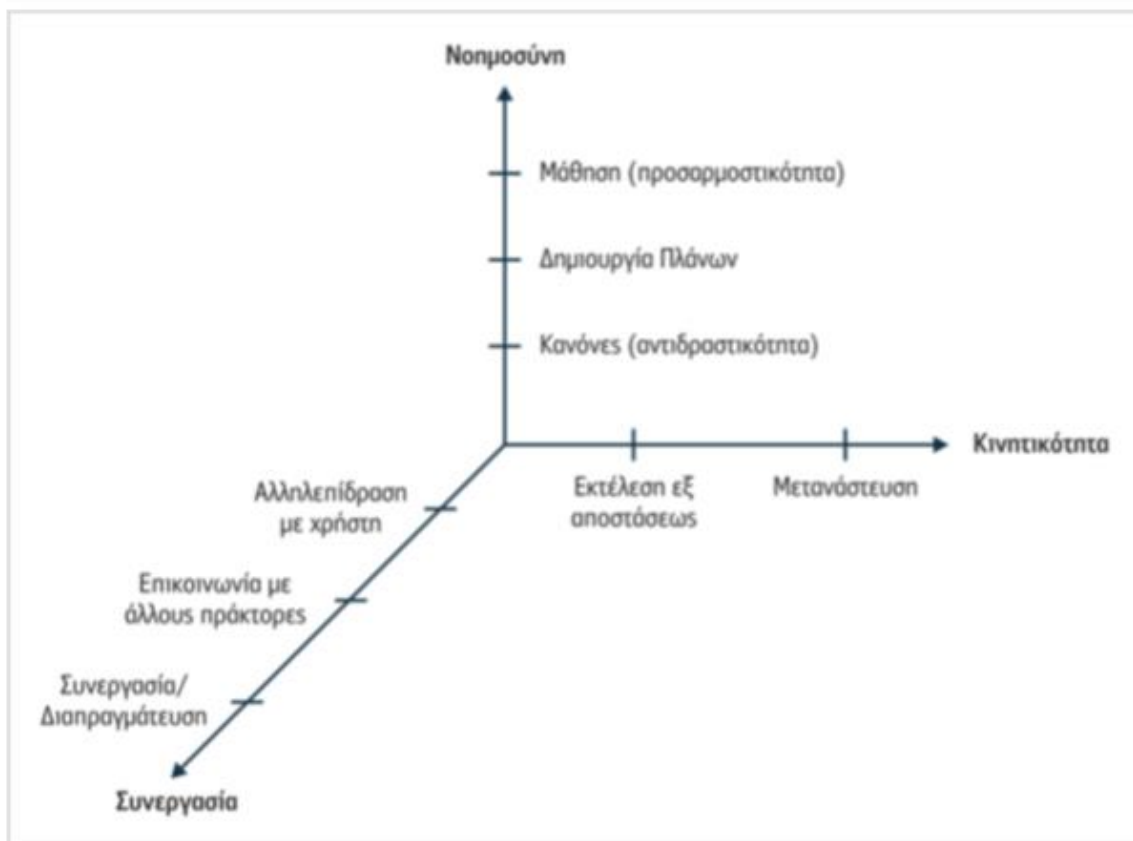 Νοημοσύνη
Μάθηση (προσαρμοστικότητα)
Δημιουργία Πλάνων
Κανόνες (αντιδραστικότητα)
Κινητικότητα
Εκτέλεση εξ
αποστάσεως
Μετανάστευση
Αλληλεπίδραση
με χρήστη
Επικοινωνία με
άλλους πράκτορες
Συνεργασία/
Διαπραγμάτευση
Συνεργασία